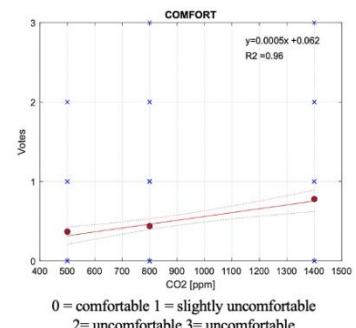 COMFORT
y=0.0005x +0.062
R2 =0.96
3
2
1
0
Votes
400 500 600 700 800 900 1000 1100 1200 1300 1400 1500
CO2 [ppm]
0 = comfortable 1 = slightly uncomfortable
2= uncomfortable 3= uncomfortable